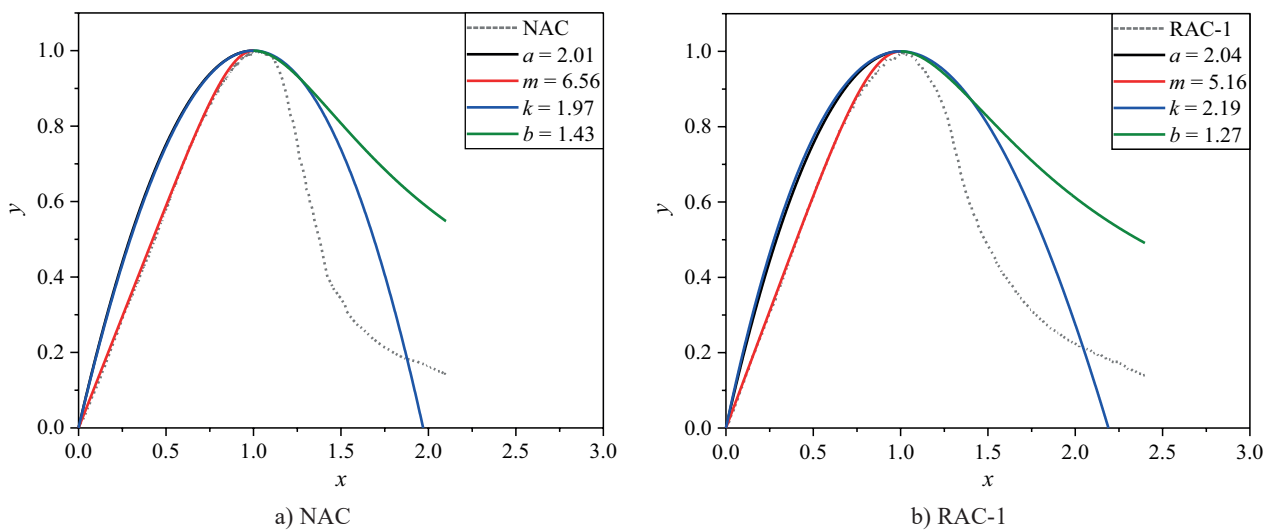 NAC
a = 2.01
m = 6.56
k = 1.97
b = 1.43
1.0
0.8
0.6
0.4
0.2
0.0
y
0.0 0.5 1.0 1.5 2.0 2.5 3.0
x
a) NAC
RAC-1
a = 2.04
m = 5.16
k = 2.19
b = 1.27
1.0
0.8
0.6
0.4
0.2
0.0
y
0.0 0.5 1.0 1.5 2.0 2.5 3.0
x
b) RAC-1